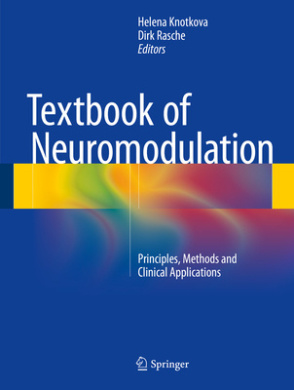 Helena Knotkova
Dirk Rasche
Editors
Textbook of
Neuromodulation
Principles, Methods and
Clinical Applications
Springer